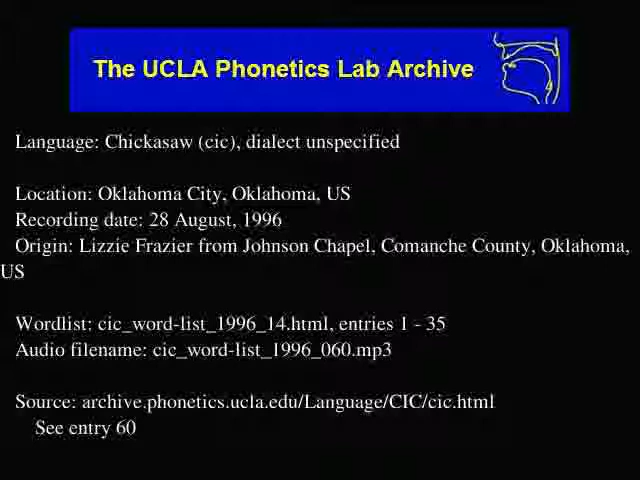 The UCLA Phonetics Lab Archive
Language: Chickasaw (cic), dialect unspecified
Location: Oklahoma City, Oklahoma, US
Recording date: 28 August, 1996
Origin: Lizzie Frazier from Johnson Chapel, Comanche County, Oklahoma,
US
Wordlist: cic_word-list_1996_14.html, entries 1 - 35
Audio filename: cic_word-list_1996_060.mp3
Source: archive.phonetics.ucla.edu/Language/CIC/cic.html
See entry 60